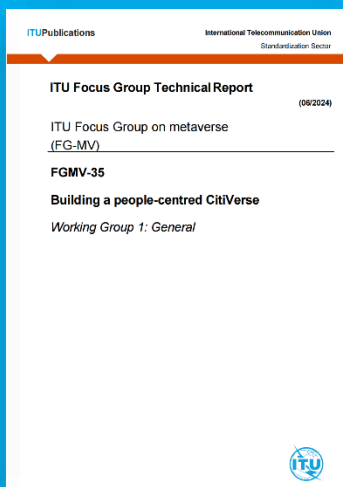 ITUPublications
International Telecommunication Union
Standardization Sector
ITU Focus Group Technical Report
(06/2024)
ITU Focus Group on metaverse
(FG-MV)
FGMV-35
Building a people-centred CitiVerse
Working Group 1: General
ITU